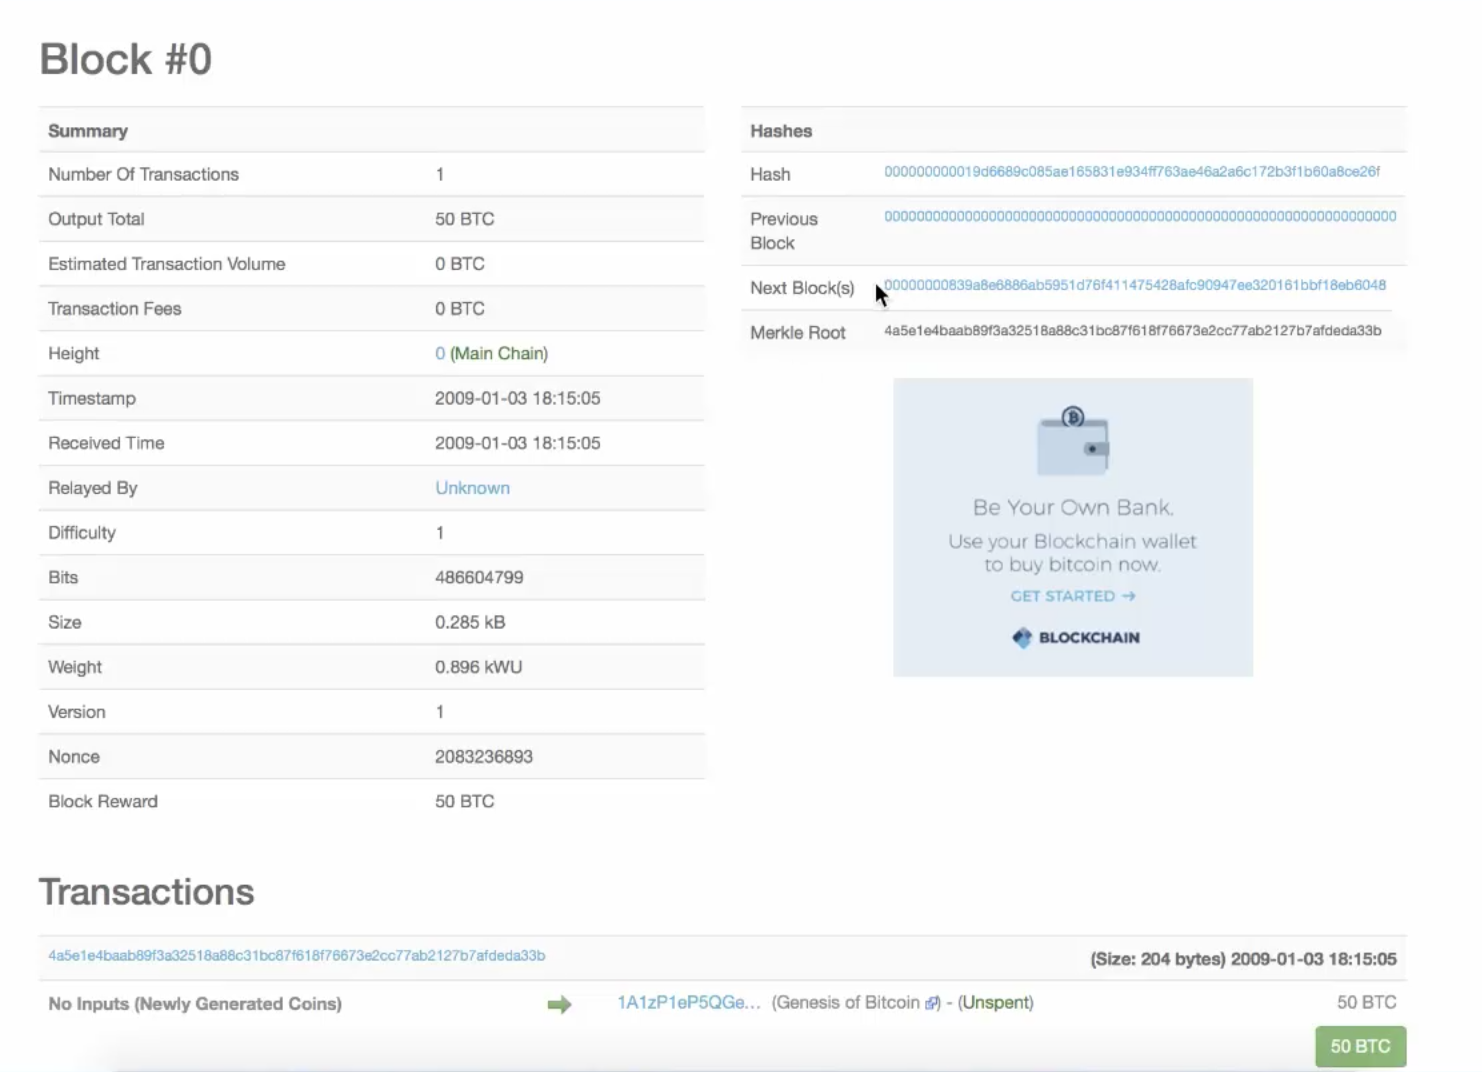 Block #0
Summary
Number Of Transactions 1
Output Total 50 BTC
Estimated Transaction Volume 0 BTC
Transaction Fees 0 BTC
Height 0 (Main Chain)
Timestamp 2009-01-03 18:15:05
Received Time 2009-01-03 18:15:05
Relayed By Unknown
Difficulty 1
Bits 486604799
Size 0.285 kB
Weight 0.896 kWU
Version 1
Nonce 2083236893
Block Reward 50 BTC
Hashes
Hash 000000000019d6689c085ae165831e934ff763ae46a2a6c172b3f1b60a8ce26f
Previous Block 0000000000000000000000000000000000000000000000000000000000000000
Next Block(s) 00000000839a8e6886ab5951d76f411475428afc90947ee320161bbf18eb6048
Merkle Root 4a5e1e4baab89f3a32518a88c31bc87f618f76673e2cc77ab2127b7afdeda33b
Be Your Own Bank.
Use your Blockchain wallet
to buy bitcoin now.
GET STARTED →
BLOCKCHAIN
Transactions
4a5e1e4baab89f3a32518a88c31bc87f618f76673e2cc77ab2127b7afdeda33b (Size: 204 bytes) 2009-01-03 18:15:05
No Inputs (Newly Generated Coins) 1A1zP1eP5QGe... (Genesis of Bitcoin) - (Unspent) 50 BTC
50 BTC